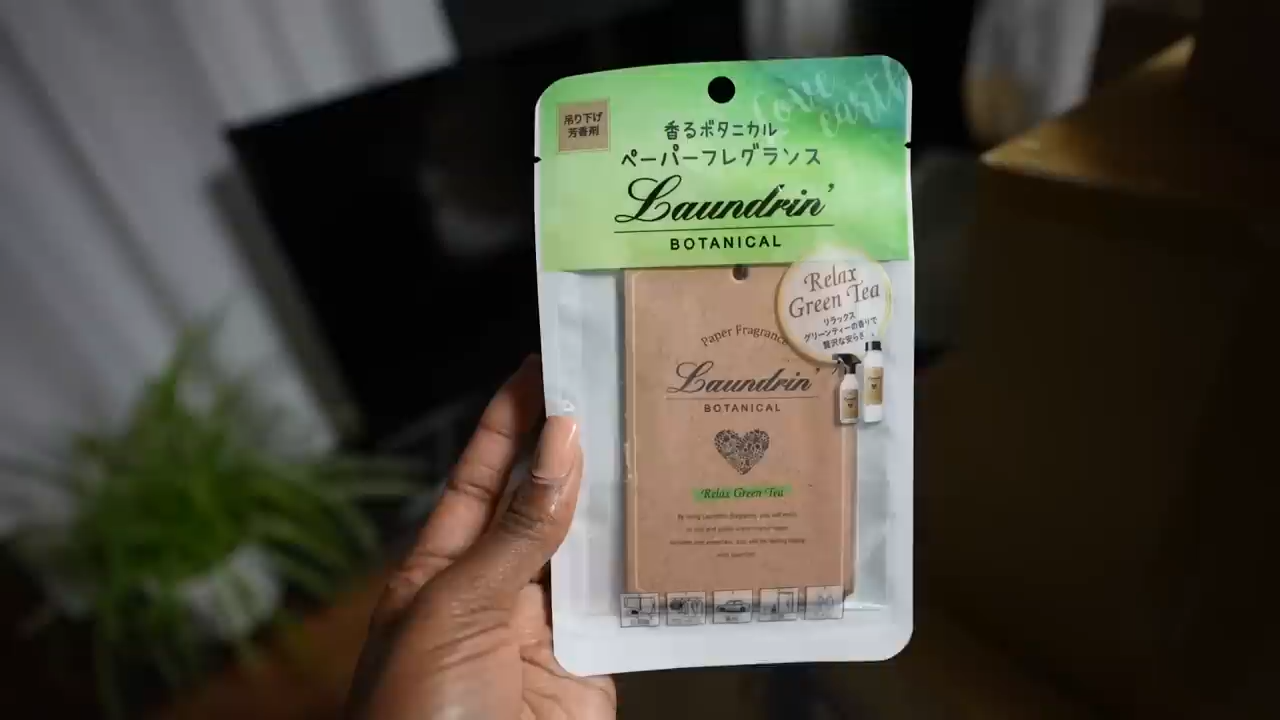 love
earth
吊り下げ
芳香剤
香るボタニカル
ペーパーフレグランス
Laundrin'
BOTANICAL
Relax
Green Tea
リラックス
グリーンティーの香りで
贅沢な安らぎ
Paper Fragrance
Laundrin'
BOTANICAL
Relax Green Tea